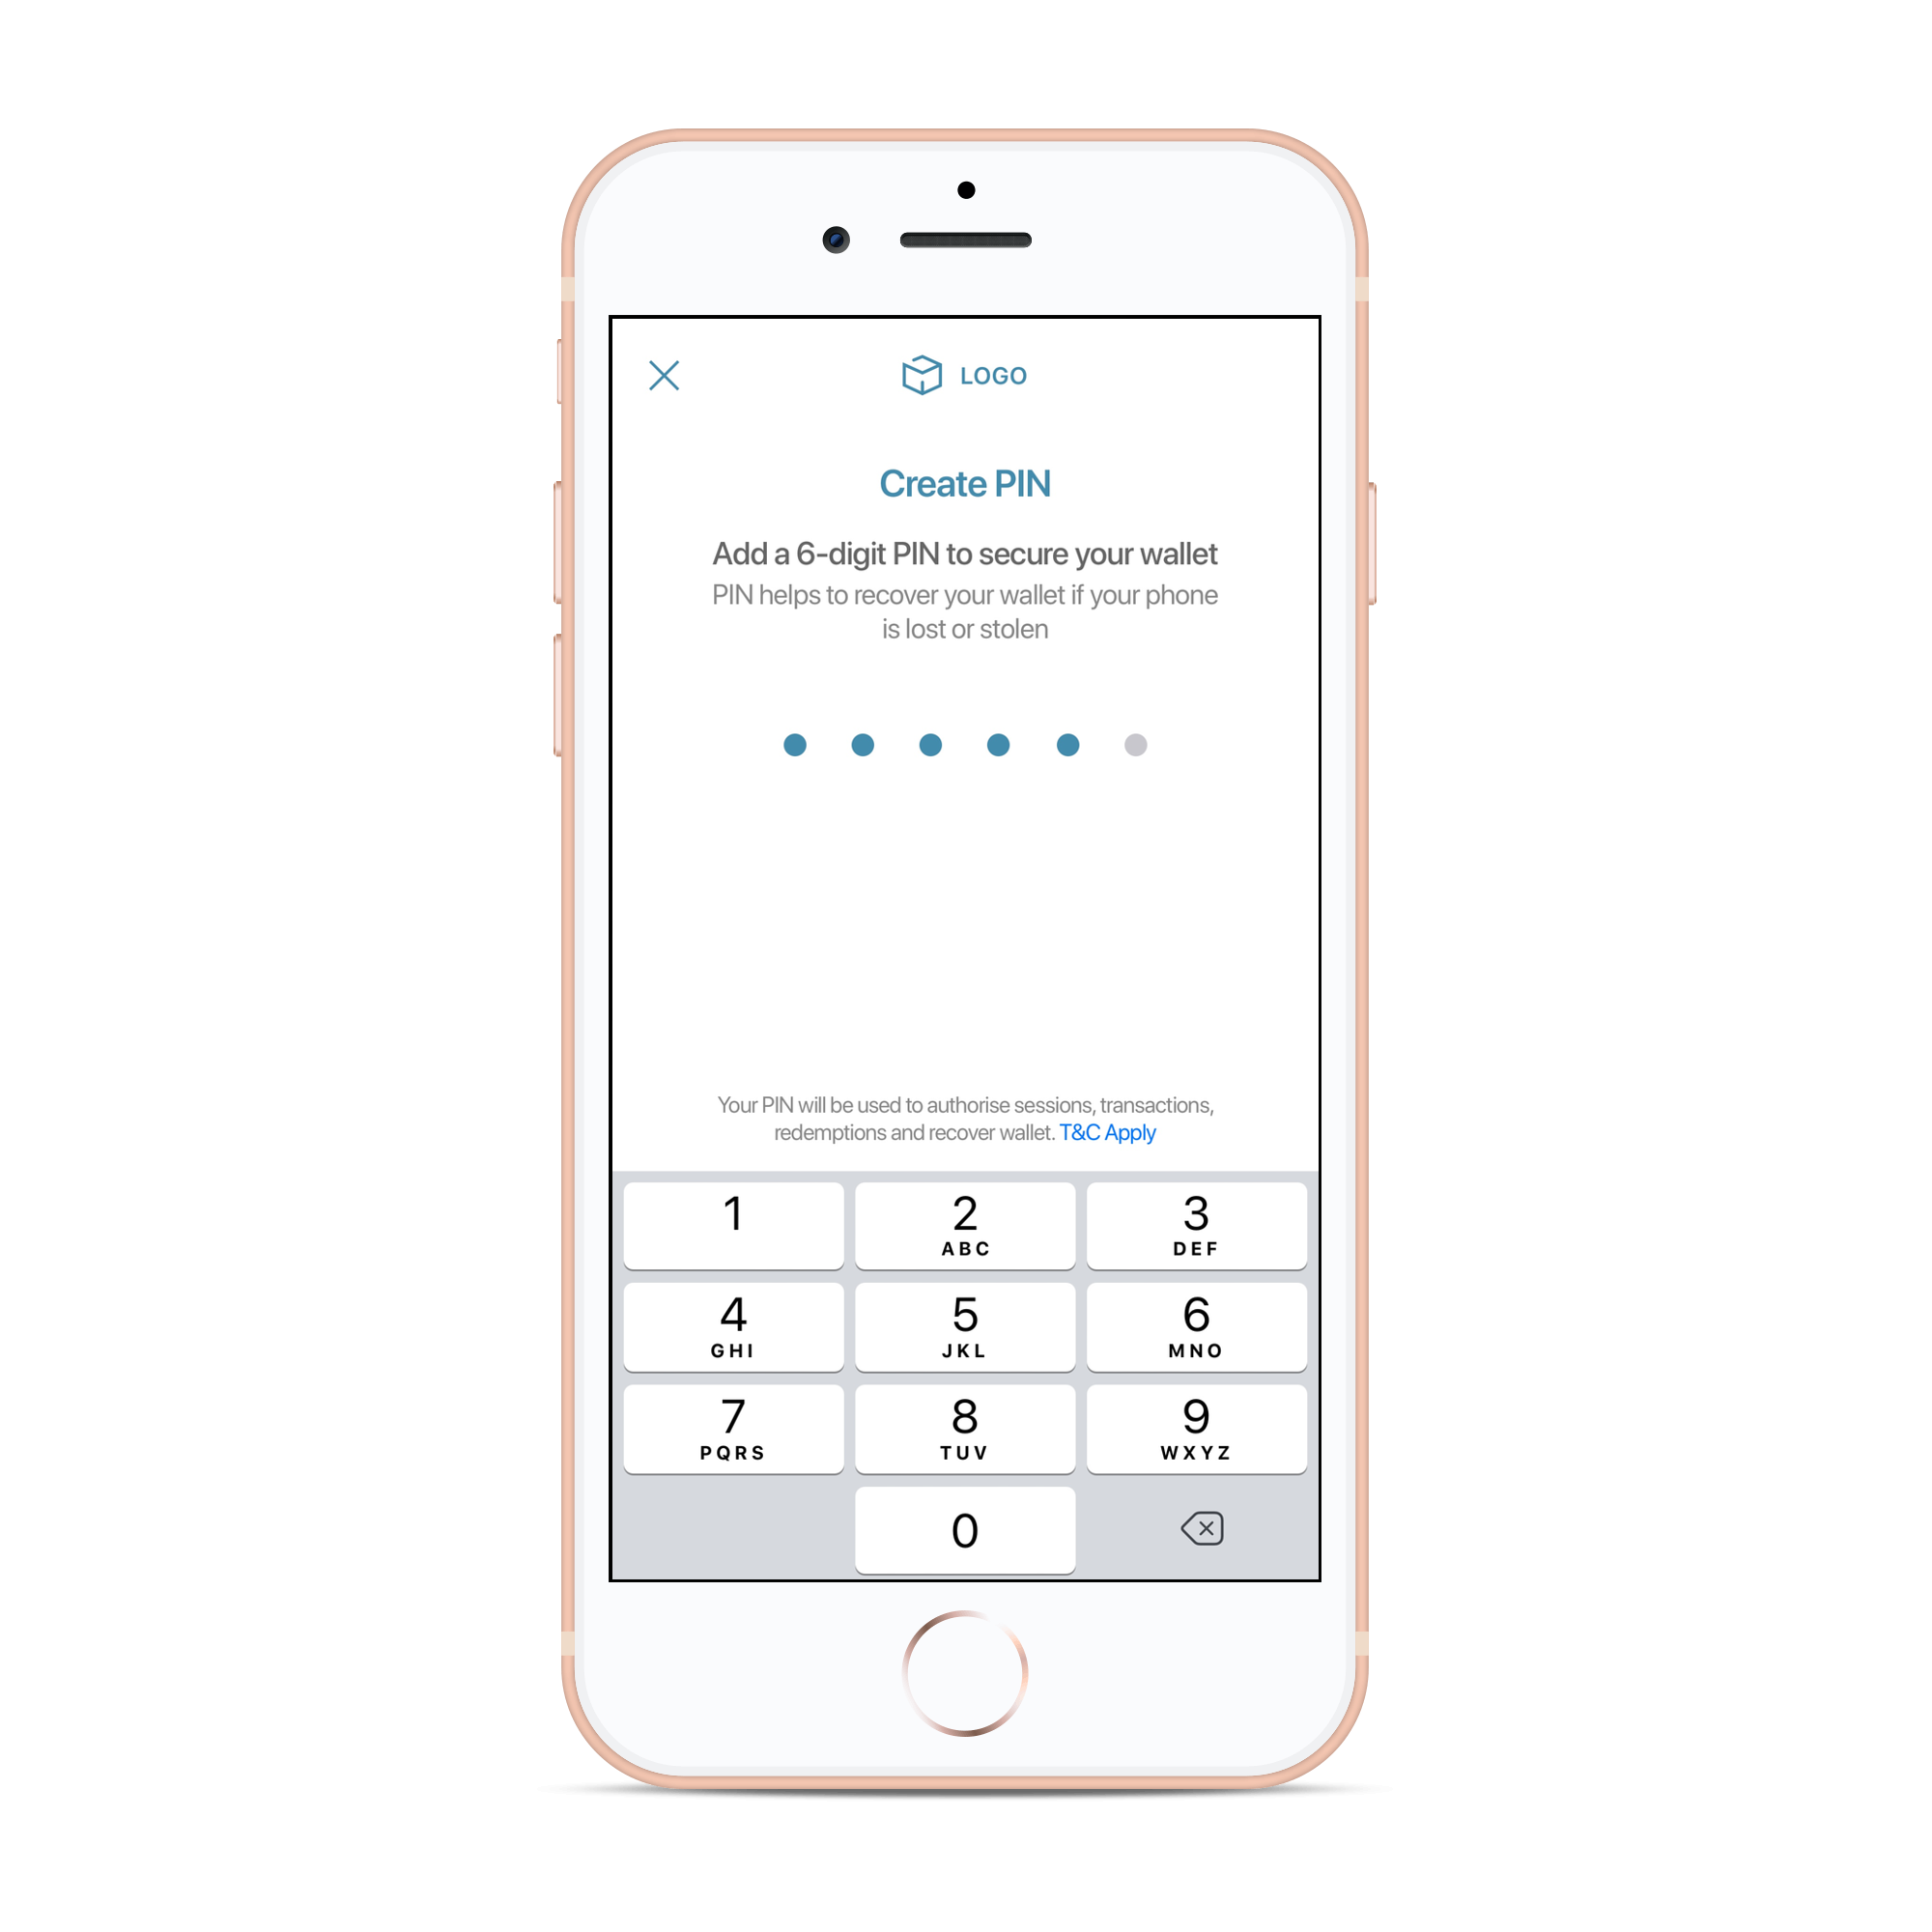 LOGO
Create PIN
Add a 6-digit PIN to secure your wallet
PIN helps to recover your wallet if your phone
is lost or stolen
Your PIN will be used to authorise sessions, transactions,
redemptions and recover wallet. T&C Apply
1 2 3
ABC DEF
4 5 6
GHI JKL MNO
7 8 9
PQRS TUV WXYZ
0